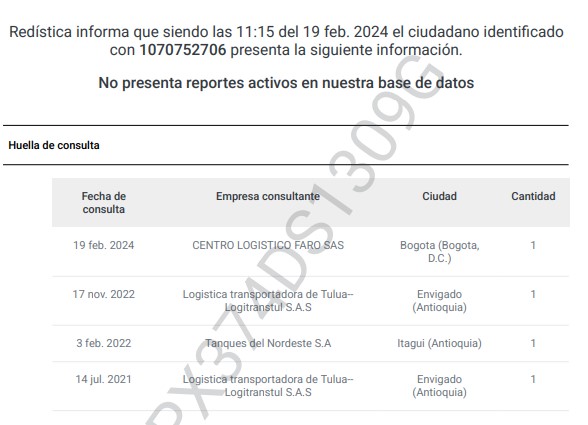 Redística informa que siendo las 11:15 del 19 feb. 2024 el ciudadano identificado
con 1070752706 presenta la siguiente información.
No presenta reportes activos en nuestra base de datos
Huella de consulta
Fecha de consulta Empresa consultante Ciudad Cantidad
19 feb. 2024 CENTRO LOGISTICO FARO SAS Bogota (Bogota, D.C.) 1
17 nov. 2022 Logistica transportadora de Tulua-- Logitranstul S.A.S Envigado (Antioquia) 1
3 feb. 2022 Tanques del Nordeste S.A Itagui (Antioquia) 1
14 jul. 2021 Logistica transportadora de Tulua-- Logitranstul S.A.S Envigado (Antioquia) 1
PX374DS1309G